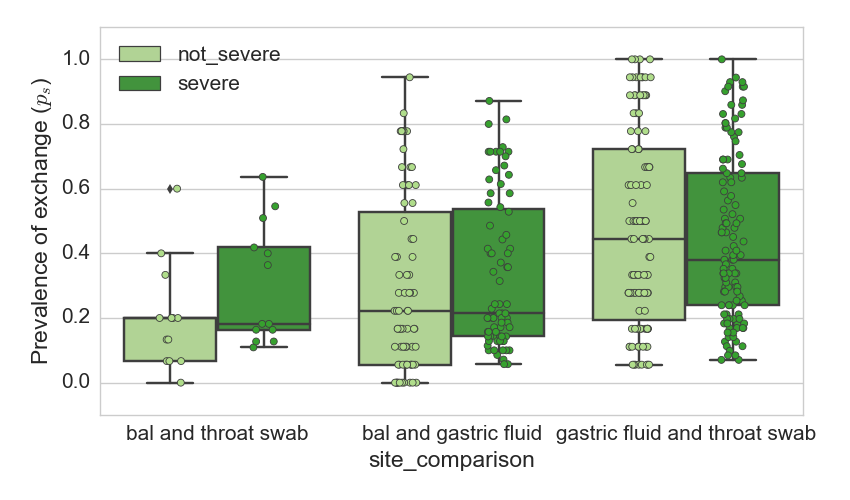 not_severe
severe
Prevalence of exchange (pₛ)
1.0
0.8
0.6
0.4
0.2
0.0
bal and throat swab
bal and gastric fluid
gastric fluid and throat swab
site_comparison